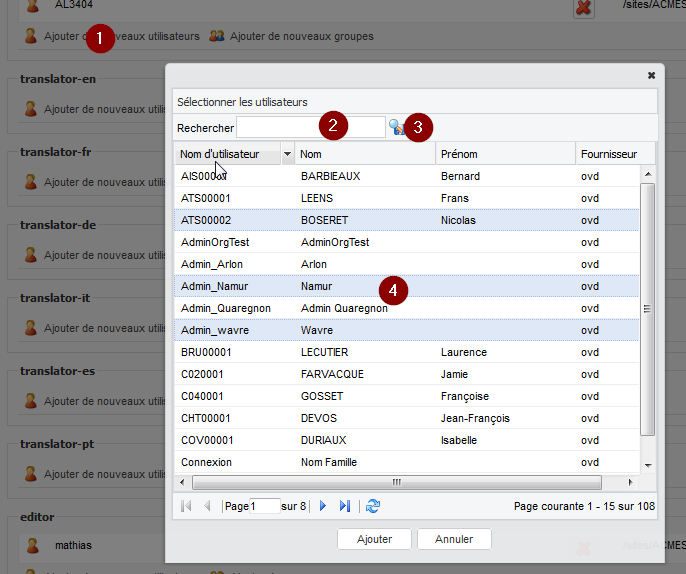 AL3404 /sites/ACMES
Ajouter de nouveaux utilisateurs Ajouter de nouveaux groupes
1
translator-en
Ajouter de nouveaux utili
translator-fr
Ajouter de nouveaux utili
translator-de
Ajouter de nouveaux utili
translator-it
Ajouter de nouveaux utili
translator-es
Ajouter de nouveaux utili
translator-pt
Ajouter de nouveaux utili
editor
mathias /sites/ACMES
Sélectionner les utilisateurs
Rechercher 2 3
Nom d'utilisateur Nom Prénom Fournisseur
BARBIEAUX Bernard ovd
ATS00001 LEENS Frans ovd
ATS00002 BOSERET Nicolas ovd
AdminOrgTest AdminOrgTest ovd
Admin_Arlon Arlon ovd
Admin_Namur Namur 4 ovd
Admin_Quaregnon Admin Quaregnon ovd
Admin_wavre Wavre ovd
BRU00001 LECUTIER Laurence ovd
C020001 FARVACQUE Jamie ovd
C040001 GOSSET Françoise ovd
CHT00001 DEVOS Jean-François ovd
COV00001 DURIAUX Isabelle ovd
Connexion Nom Famille ovd
Page 1 sur 8 Page courante 1 - 15 sur 108
Ajouter Annuler